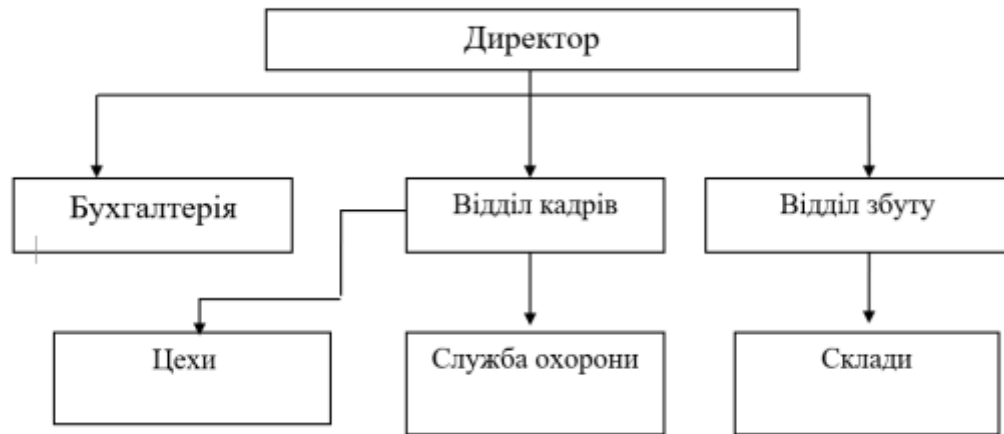 Директор
Бухгалтерія
Відділ кадрів
Відділ збуту
Цехи
Служба охорони
Склади